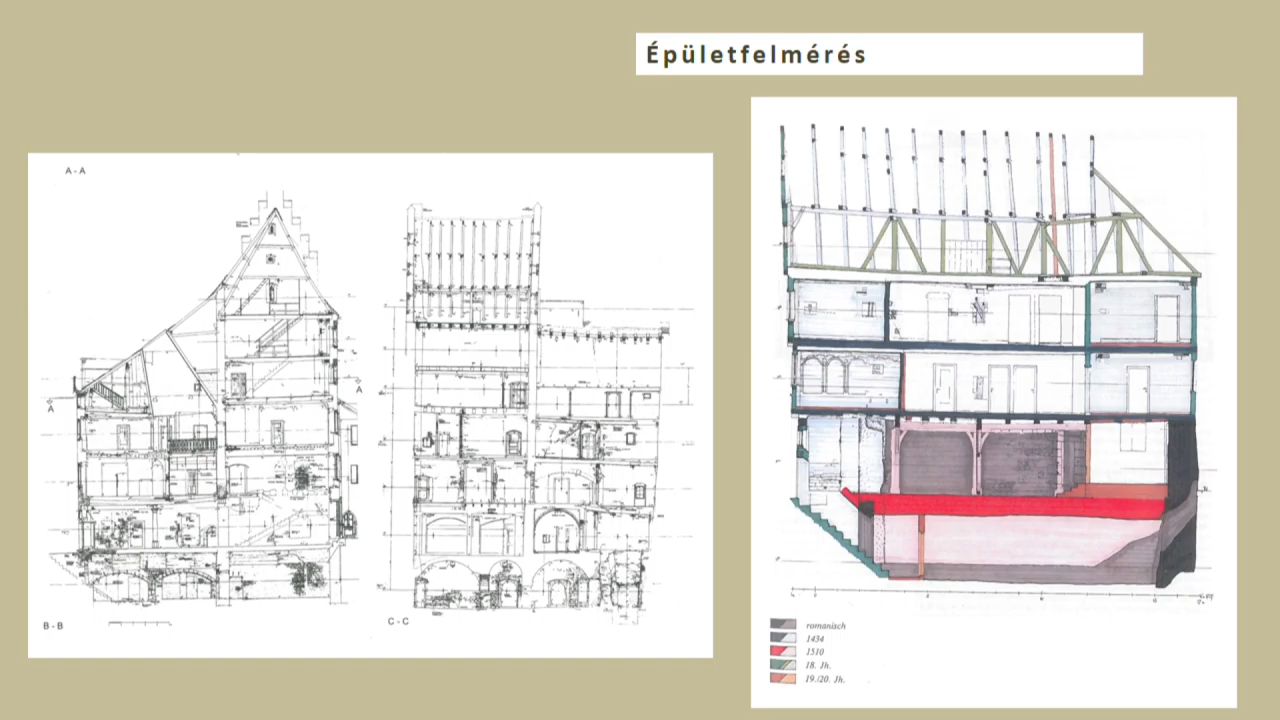 Épületfelmérés
A - A
A
A
B - B
C - C
romanisch
1434
1510
18. Jh.
19./20. Jh.